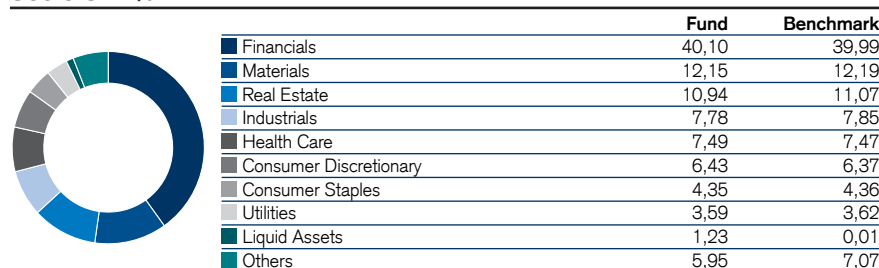 Fund Benchmark
Financials 40,10 39,99
Materials 12,15 12,19
Real Estate 10,94 11,07
Industrials 7,78 7,85
Health Care 7,49 7,47
Consumer Discretionary 6,43 6,37
Consumer Staples 4,35 4,36
Utilities 3,59 3,62
Liquid Assets 1,23 0,01
Others 5,95 7,07